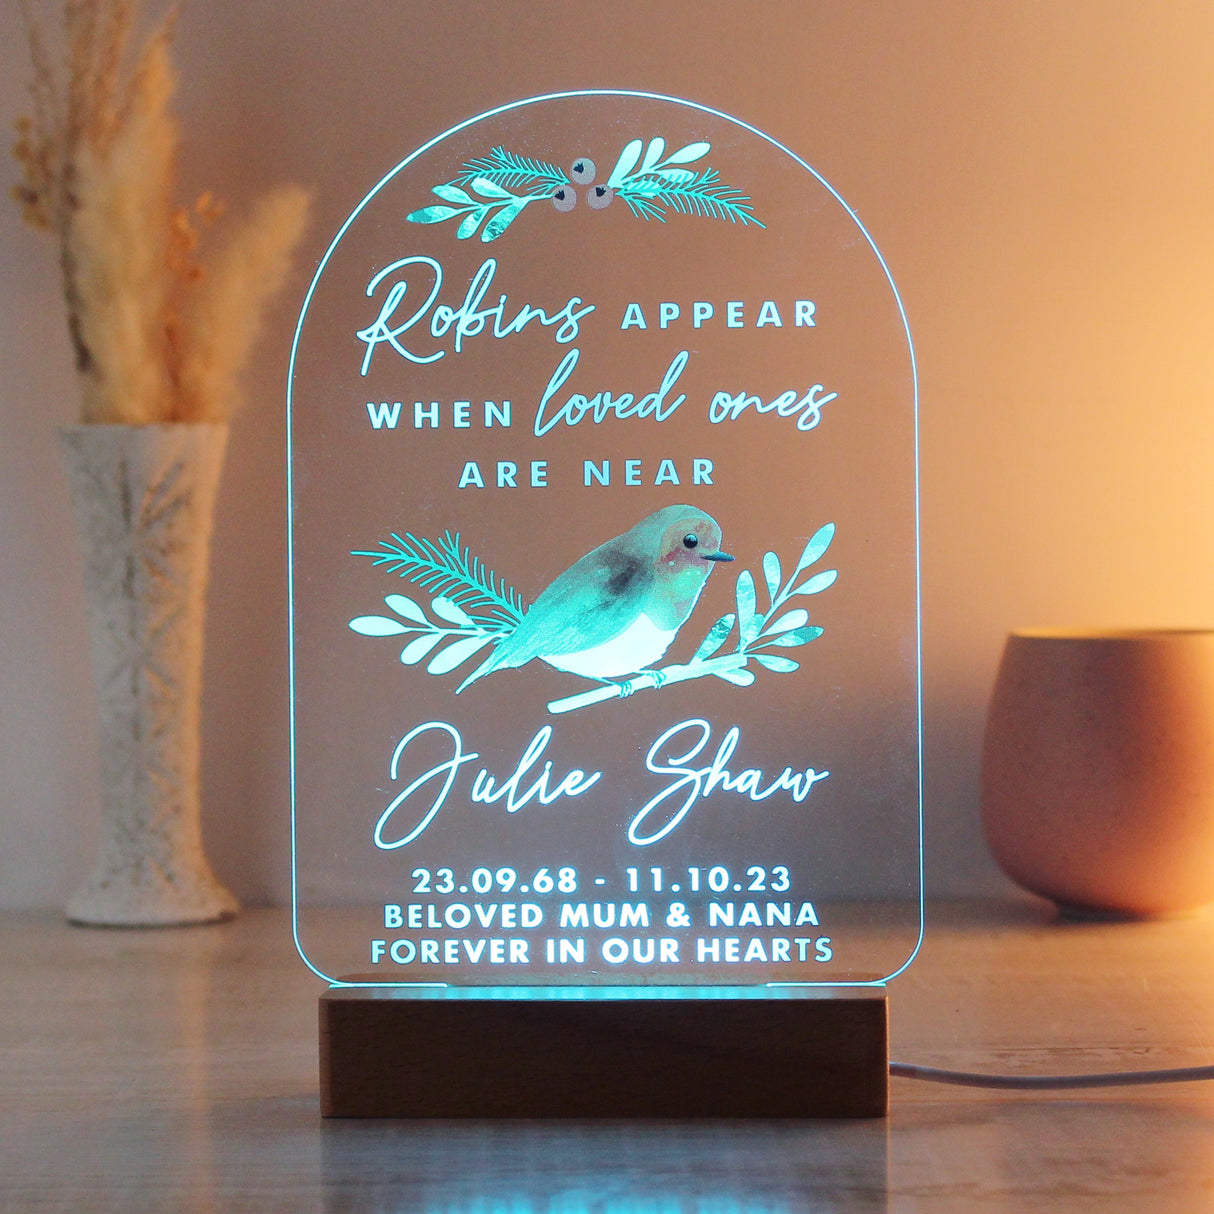 Robins APPEAR
WHEN loved ones
ARE NEAR
Julie Shaw
23.09.68 - 11.10.23
BELOVED MUM & NANA
FOREVER IN OUR HEARTS